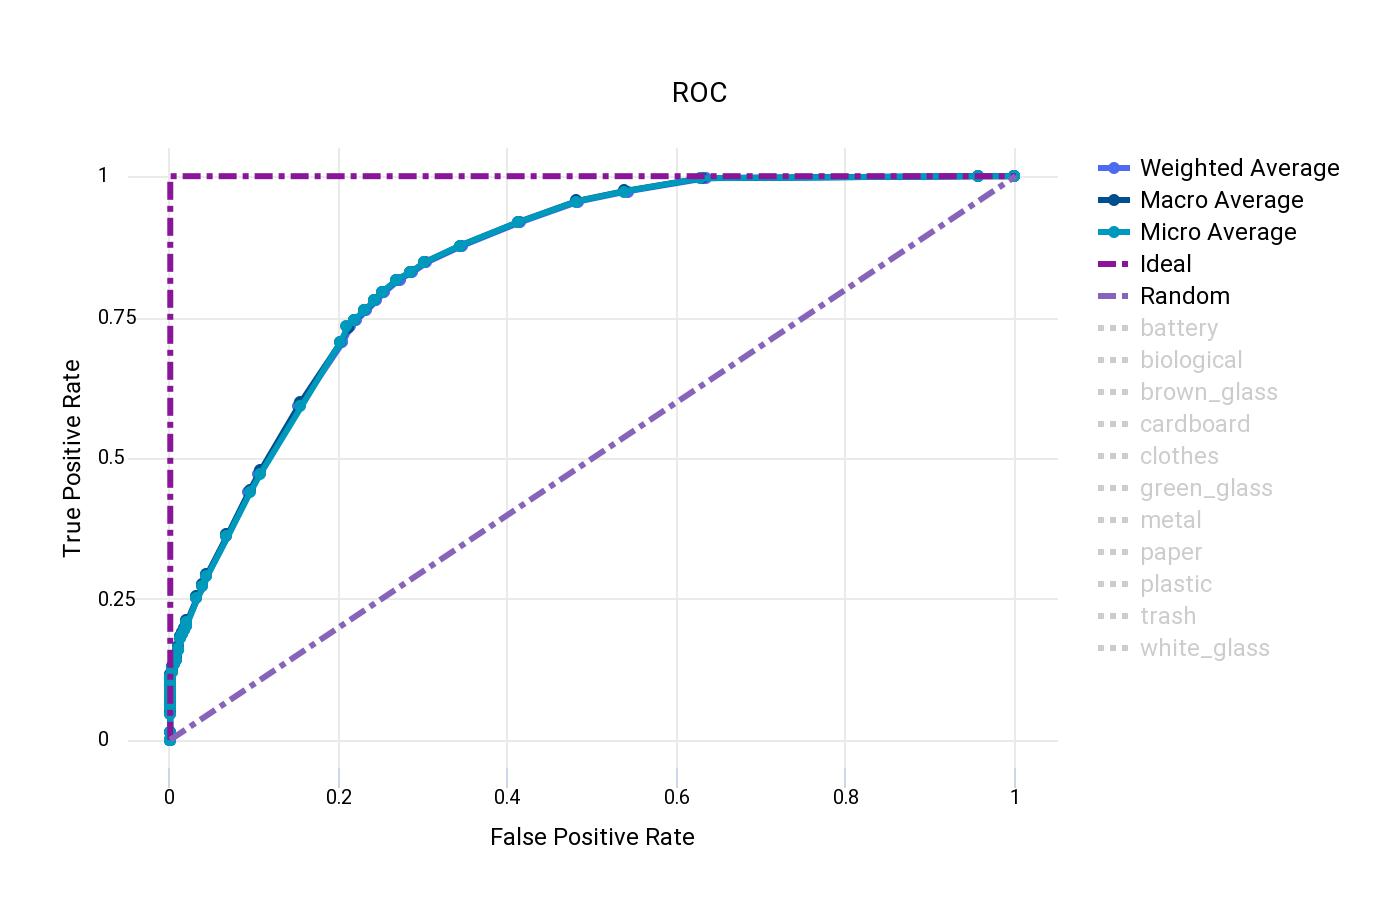 ROC
1
0.75
0.5
0.25
0
True Positive Rate
0 0.2 0.4 0.6 0.8 1
False Positive Rate
Weighted Average
Macro Average
Micro Average
Ideal
Random
battery
biological
brown_glass
cardboard
clothes
green_glass
metal
paper
plastic
trash
white_glass